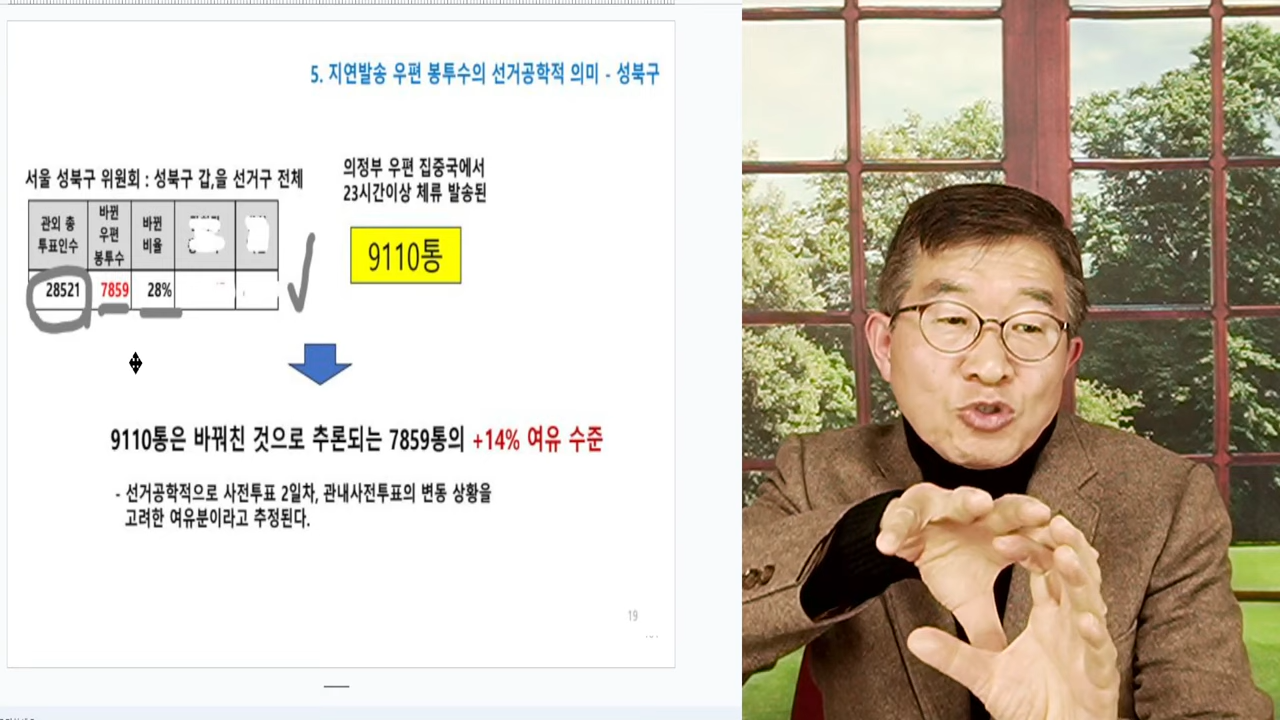 5. 지연발송 우편 봉투수의 선거공학적 의미 - 성북구
서울 성북구 위원회 : 성북구 갑,을 선거구 전체
관외 총
투표인수
바뀐
우편
봉투수
바뀐
비율
28521
7859
28%
의정부 우편 집중국에서
23시간이상 체류 발송된
9110통
9110통은 바꿔친 것으로 추론되는 7859통의 +14% 여유 수준
- 선거공학적으로 사전투표 2일차, 관내사전투표의 변동 상황을
고려한 여유분이라고 추정된다.
19